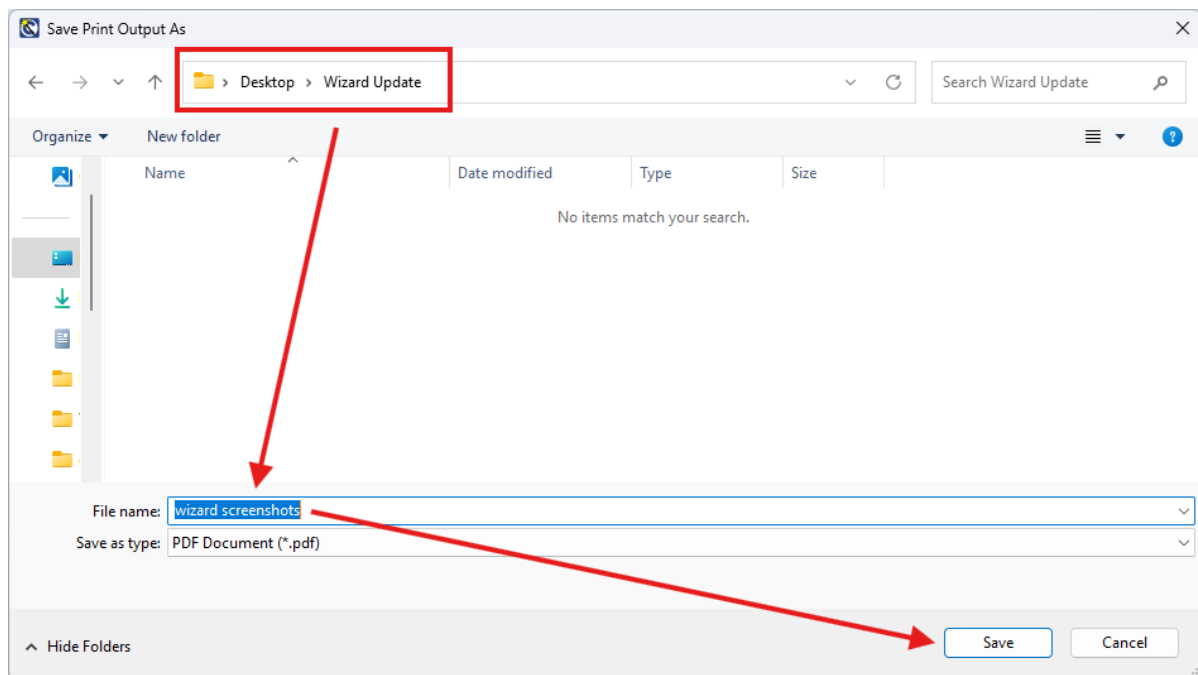 Save Print Output As
Desktop > Wizard Update
Search Wizard Update
Organize
New folder
Name
Date modified
Type
Size
No items match your search.
File name: wizard screenshots
Save as type: PDF Document (*.pdf)
Hide Folders
Save
Cancel